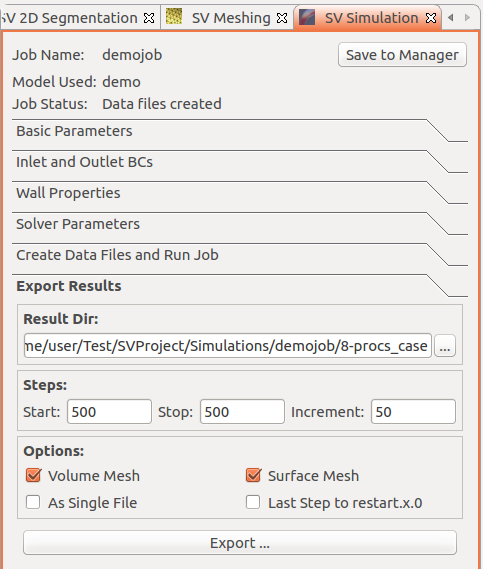 SV 2D Segmentation SV Meshing SV Simulation
Job Name: demojob Save to Manager
Model Used: demo
Job Status: Data files created
Basic Parameters
Inlet and Outlet BCs
Wall Properties
Solver Parameters
Create Data Files and Run Job
Export Results
Result Dir:
me/user/Test/SVProject/Simulations/demojob/8-procs_case ...
Steps:
Start: 500 Stop: 500 Increment: 50
Options:
Volume Mesh Surface Mesh
As Single File Last Step to restart.x.0
Export ...